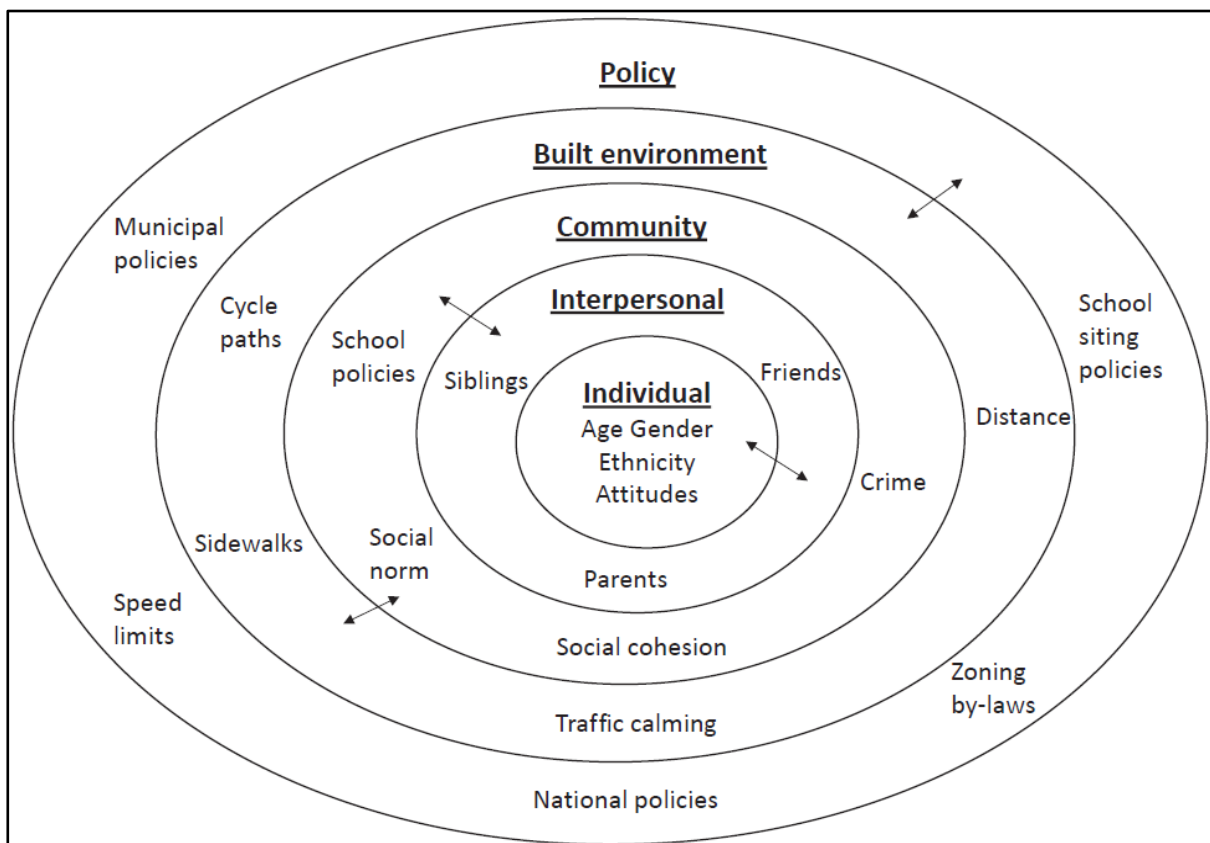 Policy
Built environment
Community
Interpersonal
Individual
Age Gender
Ethnicity
Attitudes
Siblings
Friends
Parents
School
policies
Crime
Social
norm
Social cohesion
Cycle
paths
Distance
Sidewalks
Traffic calming
Municipal
policies
School
siting
policies
Speed
limits
Zoning
by-laws
National policies